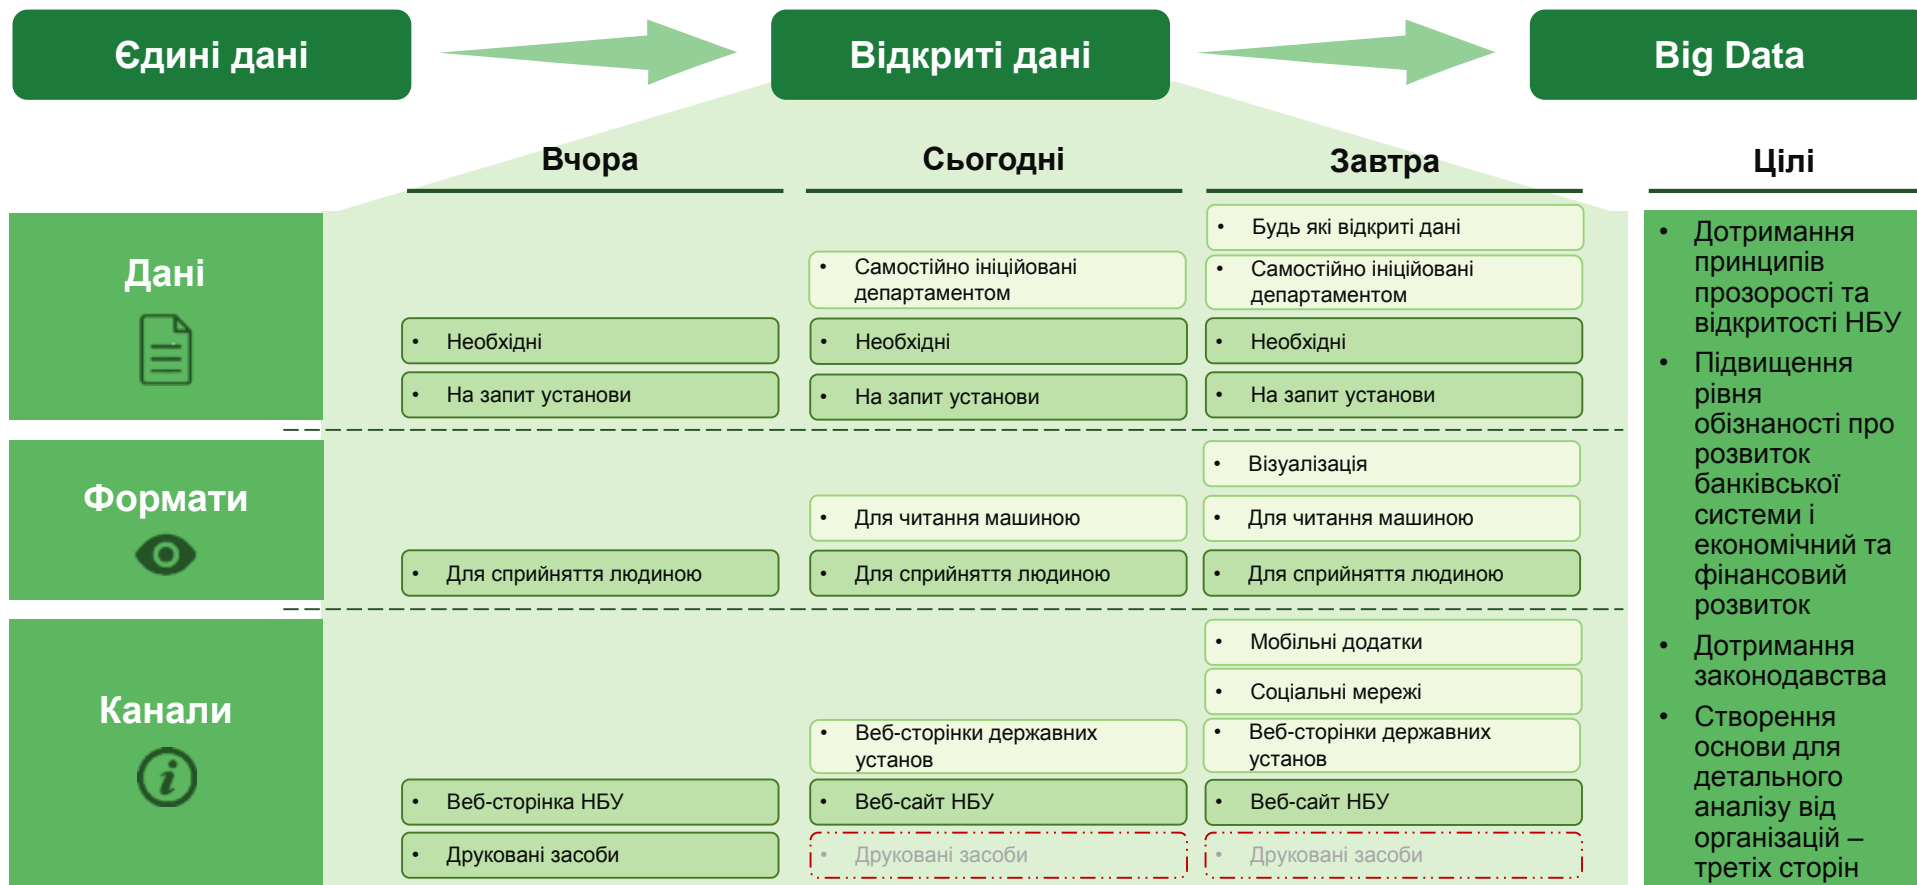 Єдині дані
Відкриті дані
Big Data
Вчора
Сьогодні
Завтра
Цілі
Дані
• Необхідні
• На запит установи
• Самостійно ініційовані
департаментом
• Необхідні
• На запит установи
• Будь які відкриті дані
• Самостійно ініційовані
департаментом
• Необхідні
• На запит установи
Формати
• Для сприйняття людиною
• Для читання машиною
• Для сприйняття людиною
• Візуалізація
• Для читання машиною
• Для сприйняття людиною
Канали
• Веб-сторінка НБУ
• Друковані засоби
• Веб-сторінки державних
установ
• Веб-сайт НБУ
• Друковані засоби
• Мобільні додатки
• Соціальні мережі
• Веб-сторінки державних
установ
• Веб-сайт НБУ
• Друковані засоби
• Дотримання
принципів
прозорості та
відкритості НБУ
• Підвищення
рівня
обізнаності про
розвиток
банківської
системи і
економічний та
фінансовий
розвиток
• Дотримання
законодавства
• Створення
основи для
детального
аналізу від
організацій –
третіх сторін